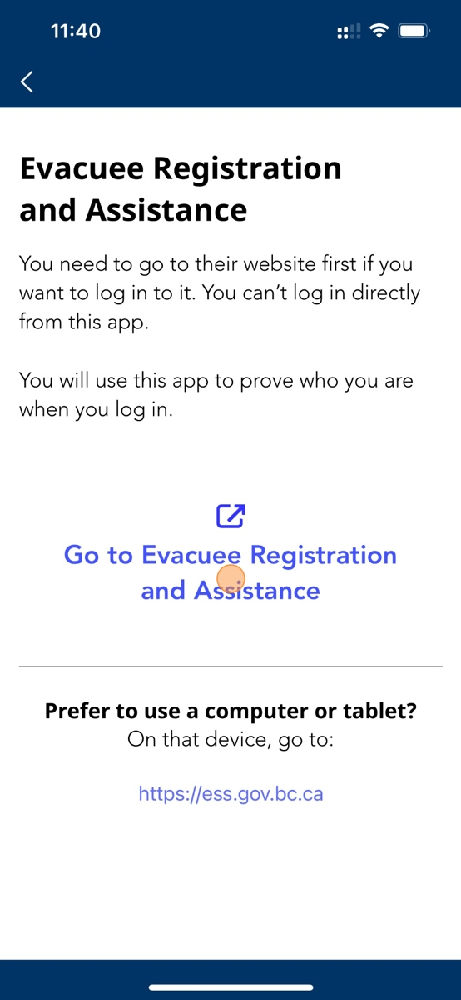 11:40
Evacuee Registration
and Assistance
You need to go to their website first if you
want to log in to it. You can’t log in directly
from this app.
You will use this app to prove who you are
when you log in.
Go to Evacuee Registration
and Assistance
Prefer to use a computer or tablet?
On that device, go to:
https://ess.gov.bc.ca